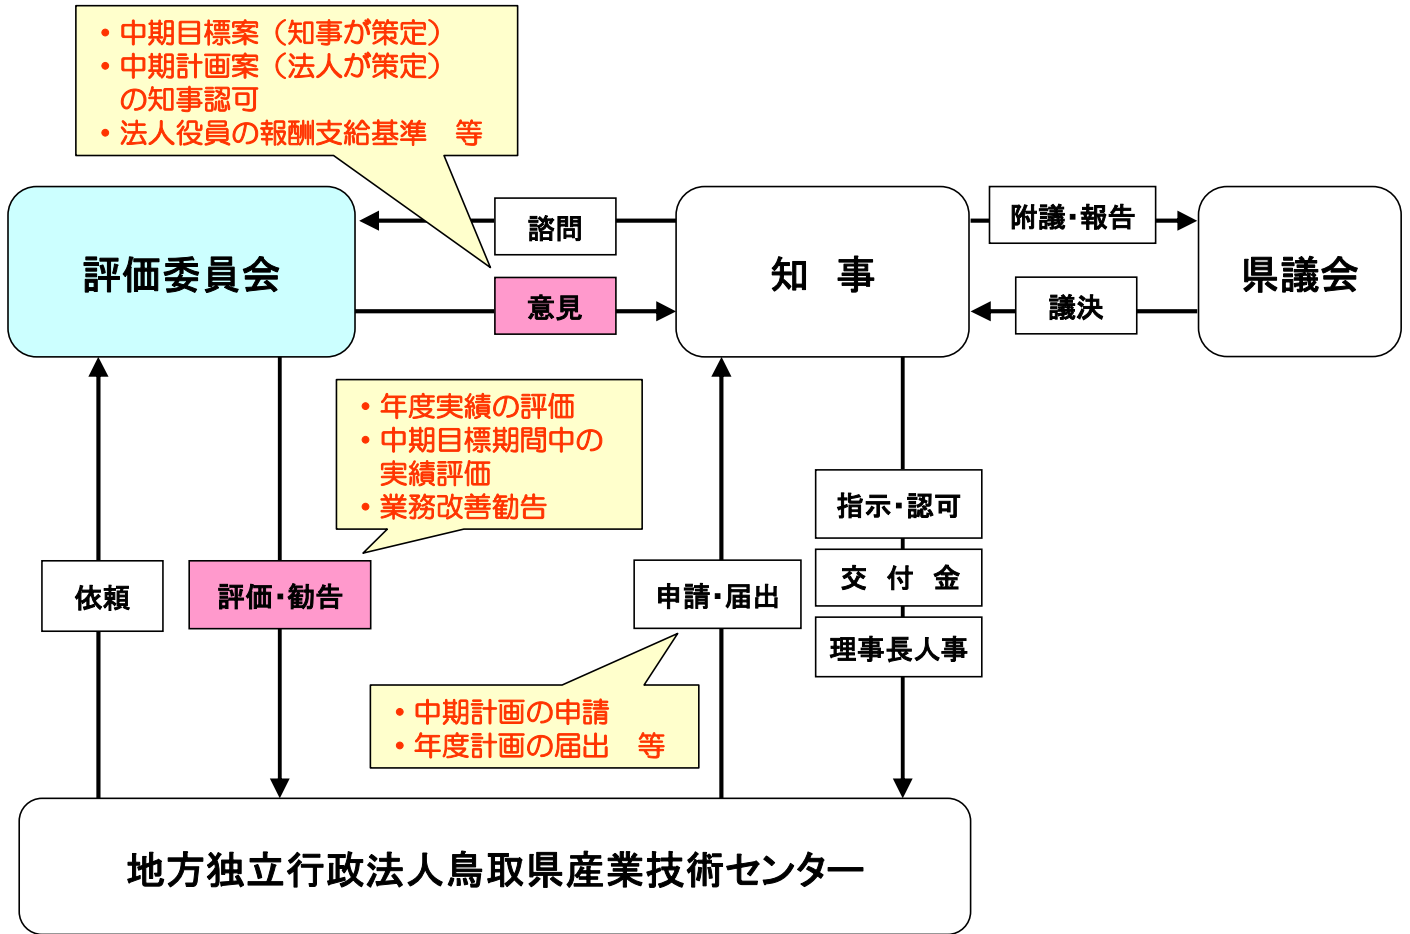 ・中期目標案（知事が策定）
・中期計画案（法人が策定）
の知事認可
・法人役員の報酬支給基準　等
諮問
附議・報告
評価委員会
知　事
県議会
意見
議決
・年度実績の評価
・中期目標期間中の
実績評価
・業務改善勧告
指示・認可
交　付　金
理事長人事
依頼
評価・勧告
申請・届出
・中期計画の申請
・年度計画の届出　等
地方独立行政法人鳥取県産業技術センター